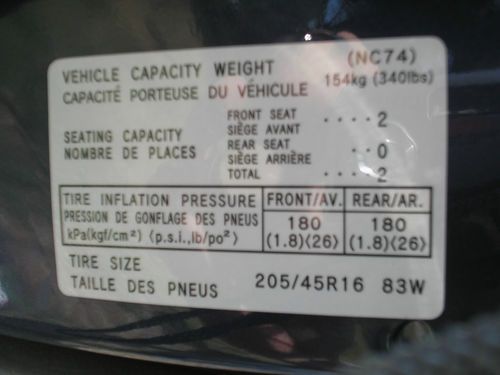 VEHICLE CAPACITY WEIGHT (NC74)
CAPACITÉ PORTEUSE DU VÉHICULE 154kg (340lbs)
SEATING CAPACITY
NOMBRE DE PLACES
FRONT SEAT
SIÈGE AVANT ････2
REAR SEAT
SIÈGE ARRIÈRE ･･0
TOTAL ････2
TIRE INFLATION PRESSURE FRONT/AV. REAR/AR.
PRESSION DE GONFLAGE DES PNEUS 180 180
kPa(kgf/cm²) (p.s.i.,lb/po²) (1.8)(26) (1.8)(26)
TIRE SIZE
TAILLE DES PNEUS 205/45R16 83W